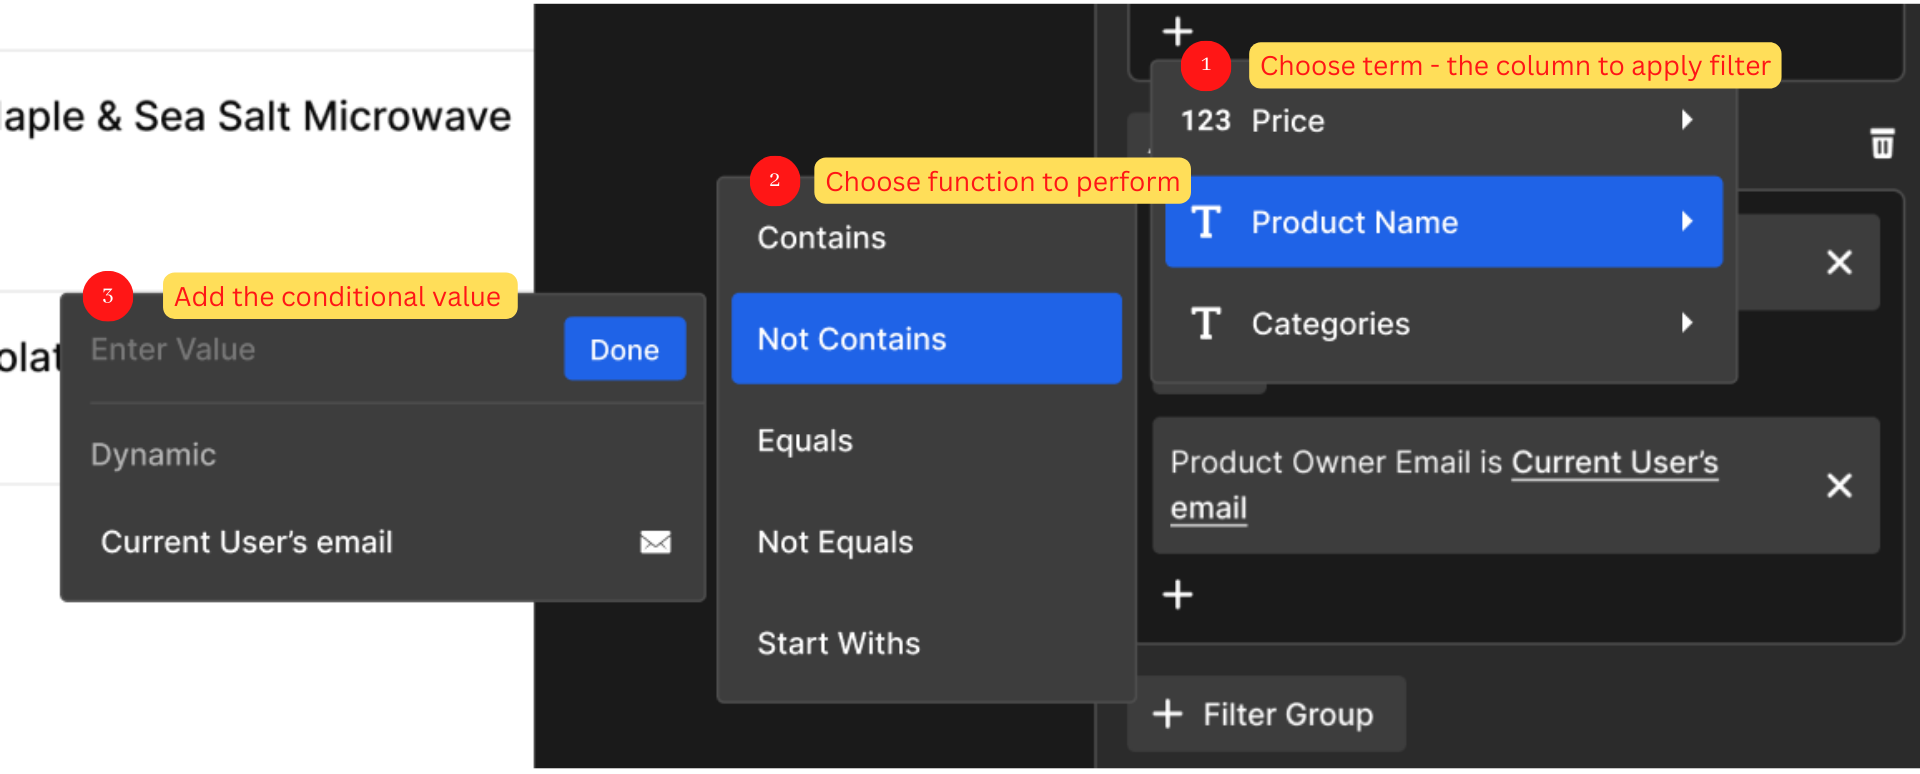 1
Choose term - the column to apply filter
123 Price
& Sea Salt Microwave
2
Choose function to perform
T Product Name
Contains
3
Add the conditional value
T Categories
Not Contains
Enter Value
Done
Equals
Dynamic
Product Owner Email is Current User’s
email
Current User’s email
Not Equals
Start Withs
Filter Group